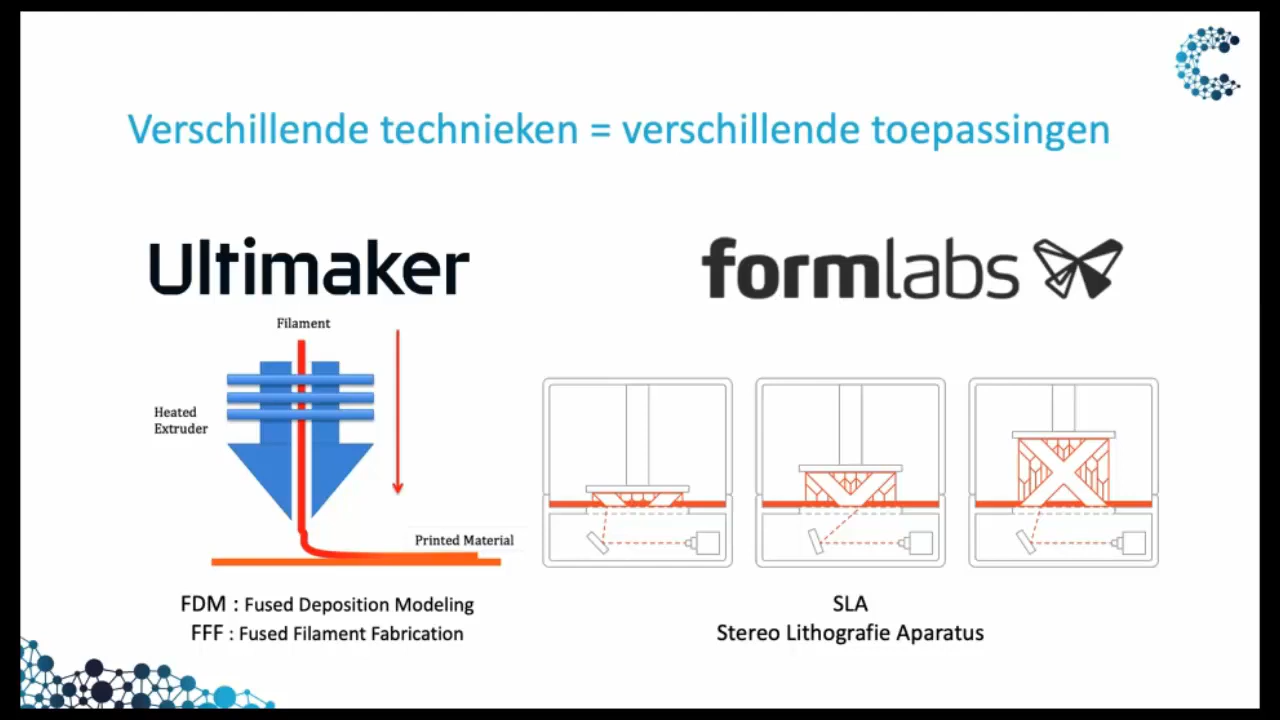 Verschillende technieken = verschillende toepassingen
Ultimaker
formlabs
Filament
Heated
Extruder
Printed Material
FDM : Fused Deposition Modeling
FFF : Fused Filament Fabrication
SLA
Stereo Lithografie Aparatus